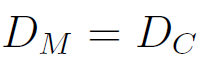 D_M = D_C